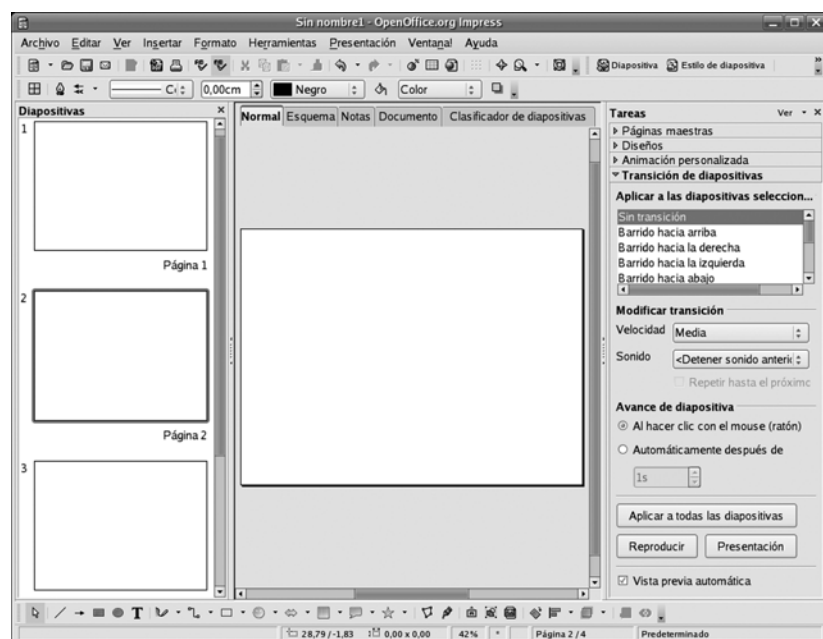 Sin nombre1 - OpenOffice.org Impress
Archivo Editar Ver Insertar Formato Herramientas Presentación Ventana! Ayuda
Diapositiva Estilo de diapositiva
0,00cm Negro Color
Diapositivas
1
Página 1
2
Página 2
3
Normal Esquema Notas Documento Clasificador de diapositivas
Tareas Ver
Páginas maestras
Diseños
Animación personalizada
Transición de diapositivas
Aplicar a las diapositivas seleccion...
Sin transición
Barrido hacia arriba
Barrido hacia la derecha
Barrido hacia la izquierda
Barrido hacia abajo
Modificar transición
Velocidad Media
Sonido <Detener sonido anteri
Repetir hasta el próximo
Avance de diapositiva
Al hacer clic con el mouse (ratón)
Automáticamente después de
1s
Aplicar a todas las diapositivas
Reproducir Presentación
Vista previa automática
28,79 / -1,83 0,00 x 0,00 42% * Página 2 / 4 Predeterminado